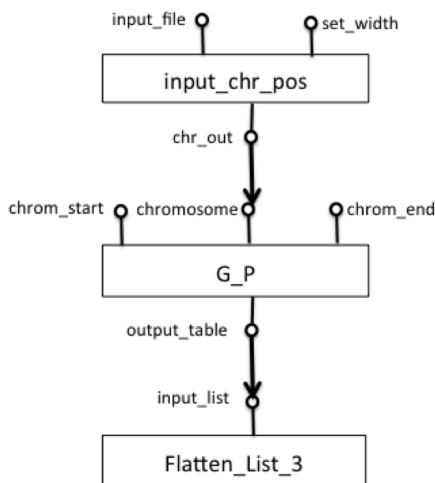 input_file
set_width
input_chr_pos
chr_out
chrom_start
chromosome
chrom_end
G_P
output_table
input_list
Flatten_List_3